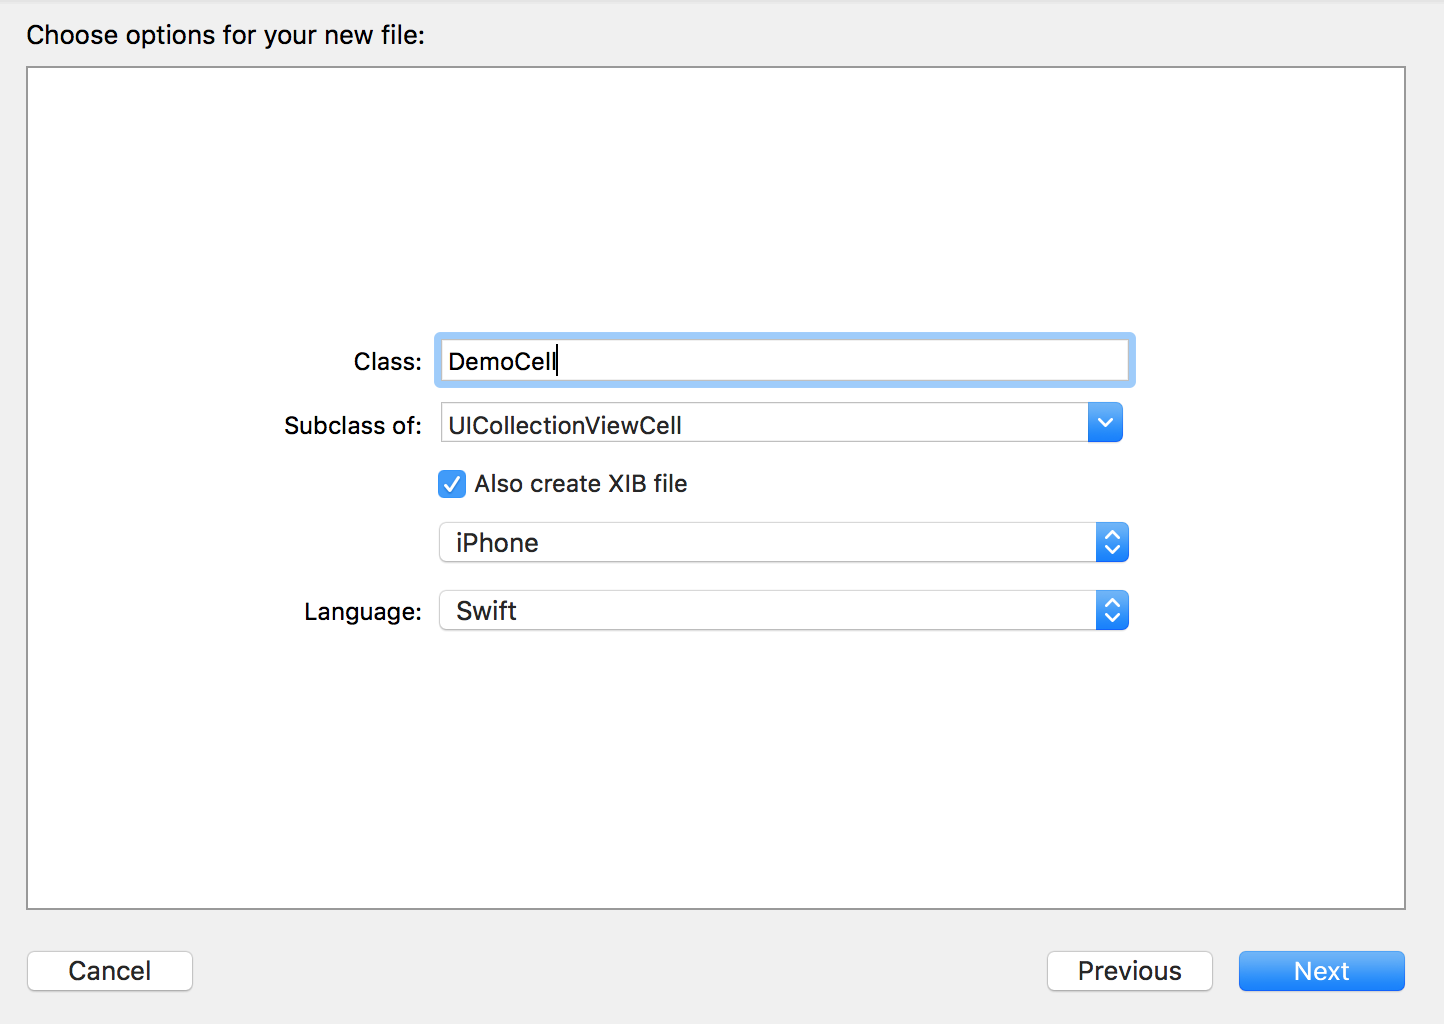 Choose options for your new file:
Class: DemoCell
Subclass of: UICollectionViewCell
Also create XIB file
iPhone
Language: Swift
Cancel Previous Next